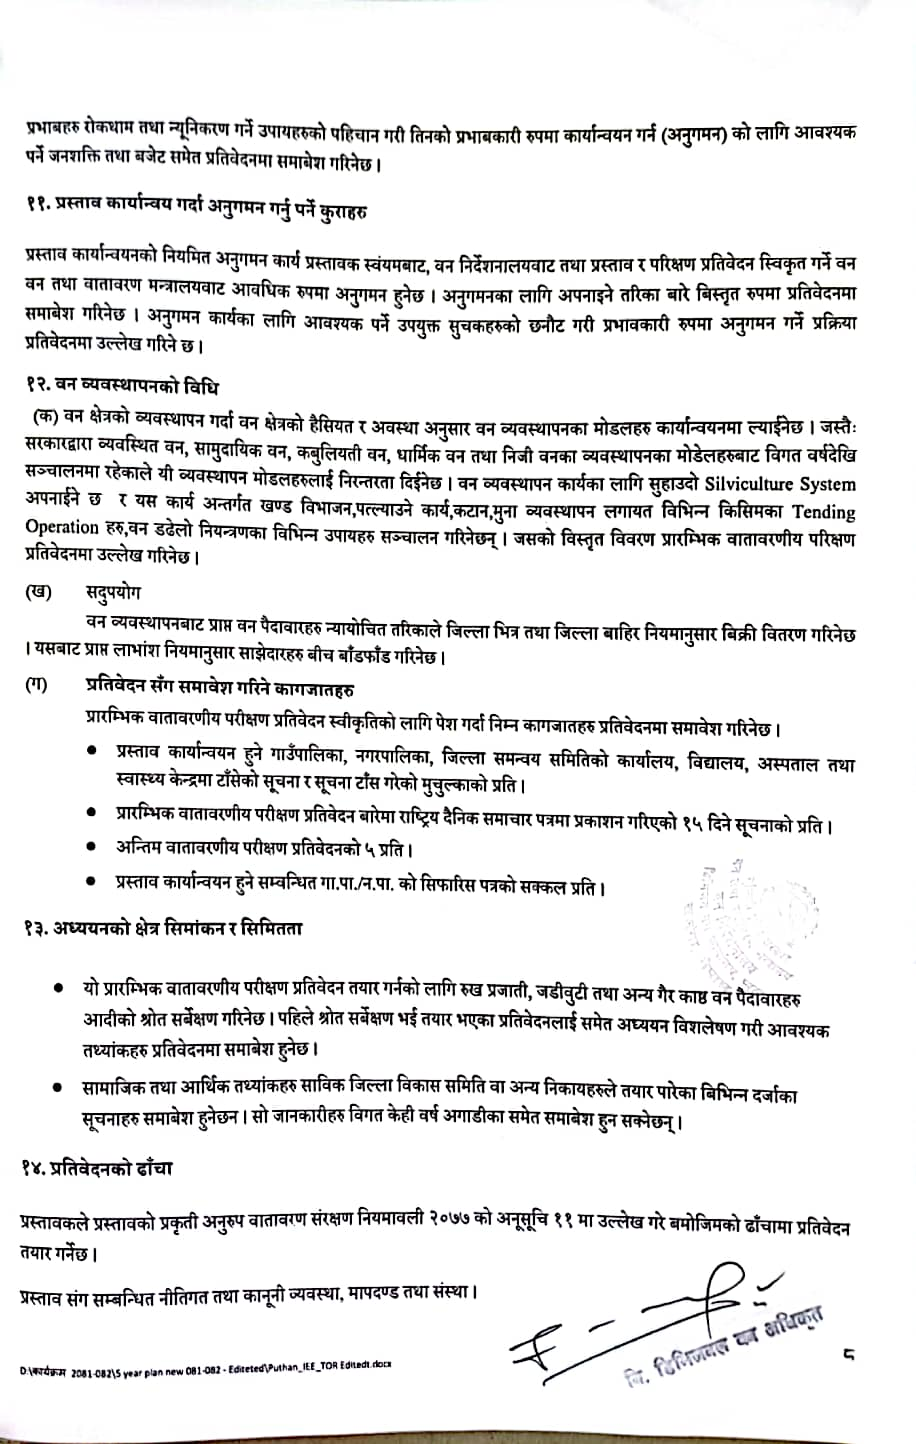 प्रभाबहरु रोकथाम तथा न्यूनिकरण गर्ने उपायहरुको पहिचान गरी तिनको प्रभाबकारी रुपमा कार्यान्वयन गर्न (अनुगमन) को लागि आवश्यक
पर्ने जनशक्ति तथा बजेट समेत प्रतिवेदनमा समाबेश गरिनेछ ।
११. प्रस्ताव कार्यान्वय गर्दा अनुगमन गर्नु पर्ने कुराहरु
प्रस्ताव कार्यान्वयनको नियमित अनुगमन कार्य प्रस्तावक स्वंयमबाट, वन निर्देशनालयवाट तथा प्रस्ताव र परिक्षण प्रतिवेदन स्विकृत गर्ने वन
वन तथा वातावरण मन्त्रालयवाट आवधिक रुपमा अनुगमन हुनेछ । अनुगमनका लागि अपनाइने तरिका बारे बिस्तृत रुपमा प्रतिवेदनमा
समाबेश गरिनेछ । अनुगमन कार्यका लागि आवश्यक पर्ने उपयुक्त सुचकहरुको छनौट गरी प्रभावकारी रुपमा अनुगमन गर्ने प्रक्रिया
प्रतिवेदनमा उल्लेख गरिने छ ।
१२. वन व्यवस्थापनको विधि
(क) वन क्षेत्रको व्यवस्थापन गर्दा वन क्षेत्रको हैसियत र अवस्था अनुसार वन व्यवस्थापनका मोडलहरु कार्यान्वयनमा ल्याईनेछ । जस्तैः
सरकारद्वारा व्यवस्थित वन, सामुदायिक वन, कबुलियती वन, धार्मिक वन तथा निजी वनका व्यवस्थापनका मोडेलहरुबाट विगत वर्षदेखि
सञ्चालनमा रहेकाले यी व्यवस्थापन मोडलहरुलाई निरन्तरता दिईनेछ । वन व्यवस्थापन कार्यका लागि सुहाउदो Silviculture System
अपनाईने छ र यस कार्य अन्तर्गत खण्ड विभाजन,पत्ल्याउने कार्य,कटान,मुना व्यवस्थापन लगायत विभिन्न किसिमका Tending
Operation हरु,वन डढेलो नियन्त्रणका विभिन्न उपायहरु सञ्चालन गरिनेछन् । जसको विस्तृत विवरण प्रारम्भिक वातावरणीय परिक्षण
प्रतिवेदनमा उल्लेख गरिनेछ ।
(ख) सदुपयोग
वन व्यवस्थापनबाट प्राप्त वन पैदावारहरु न्यायोचित तरिकाले जिल्ला भित्र तथा जिल्ला बाहिर नियमानुसार बिक्री वितरण गरिनेछ
। यसबाट प्राप्त लाभांश नियमानुसार साझेदारहरु बीच बाँडफाँड गरिनेछ ।
(ग) प्रतिवेदन सँग समावेश गरिने कागजातहरु
प्रारम्भिक वातावरणीय परीक्षण प्रतिवेदन स्वीकृतिको लागि पेश गर्दा निम्न कागजातहरु प्रतिवेदनमा समावेश गरिनेछ ।
● प्रस्ताव कार्यान्वयन हुने गाउँपालिका, नगरपालिका, जिल्ला समन्वय समितिको कार्यालय, विद्यालय, अस्पताल तथा
स्वास्थ्य केन्द्रमा टाँसेको सूचना र सूचना टाँस गरेको मुचुल्काको प्रति ।
● प्रारम्भिक वातावरणीय परीक्षण प्रतिवेदन बारेमा राष्ट्रिय दैनिक समाचार पत्रमा प्रकाशन गरिएको १५ दिने सूचनाको प्रति ।
● अन्तिम वातावरणीय परीक्षण प्रतिवेदनको ५ प्रति ।
● प्रस्ताव कार्यान्वयन हुने सम्वन्धित गा.पा./न.पा. को सिफारिस पत्रको सक्कल प्रति ।
१३. अध्ययनको क्षेत्र सिमांकन र सिमितता
● यो प्रारम्भिक वातावरणीय परीक्षण प्रतिवेदन तयार गर्नको लागि रुख प्रजाती, जडीवुटी तथा अन्य गैर काष्ठ वन पैदावारहरु
आदीको श्रोत सर्बेक्षण गरिनेछ । पहिले श्रोत सर्बेक्षण भई तयार भएका प्रतिवेदनलाई समेत अध्ययन विशलेषण गरी आवश्यक
तथ्यांकहरु प्रतिवेदनमा समाबेश हुनेछ ।
● सामाजिक तथा आर्थिक तथ्यांकहरु साविक जिल्ला विकास समिति वा अन्य निकायहरुले तयार पारेका बिभिन्न दर्जाका
सूचनाहरु समाबेश हुनेछन । सो जानकारीहरु विगत केही वर्ष अगाडीका समेत समाबेश हुन सक्नेछन् ।
१४. प्रतिवेदनको ढाँचा
प्रस्तावकले प्रस्तावको प्रकृती अनुरुप वातावरण संरक्षण नियमावली २०७७ को अनूसूचि ११ मा उल्लेख गरे बमोजिमको ढाँचामा प्रतिवेदन
तयार गर्नेछ ।
प्रस्ताव संग सम्बन्धित नीतिगत तथा कानूनी व्यवस्था, मापदण्ड तथा संस्था ।
नि. डिभिजनल वन अधिकृत
D:\कार्यक्रम 2081-082\5 year plan new 081-082 - Editeted\Puthan_IEE_TOR Editedt.docx
८